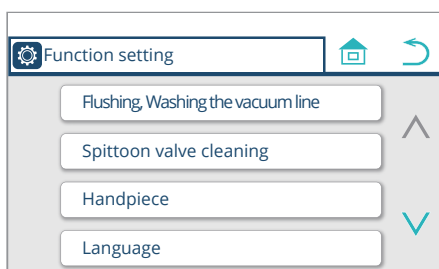 Function setting
Flushing, Washing the vacuum line
Spittoon valve cleaning
Handpiece
Language